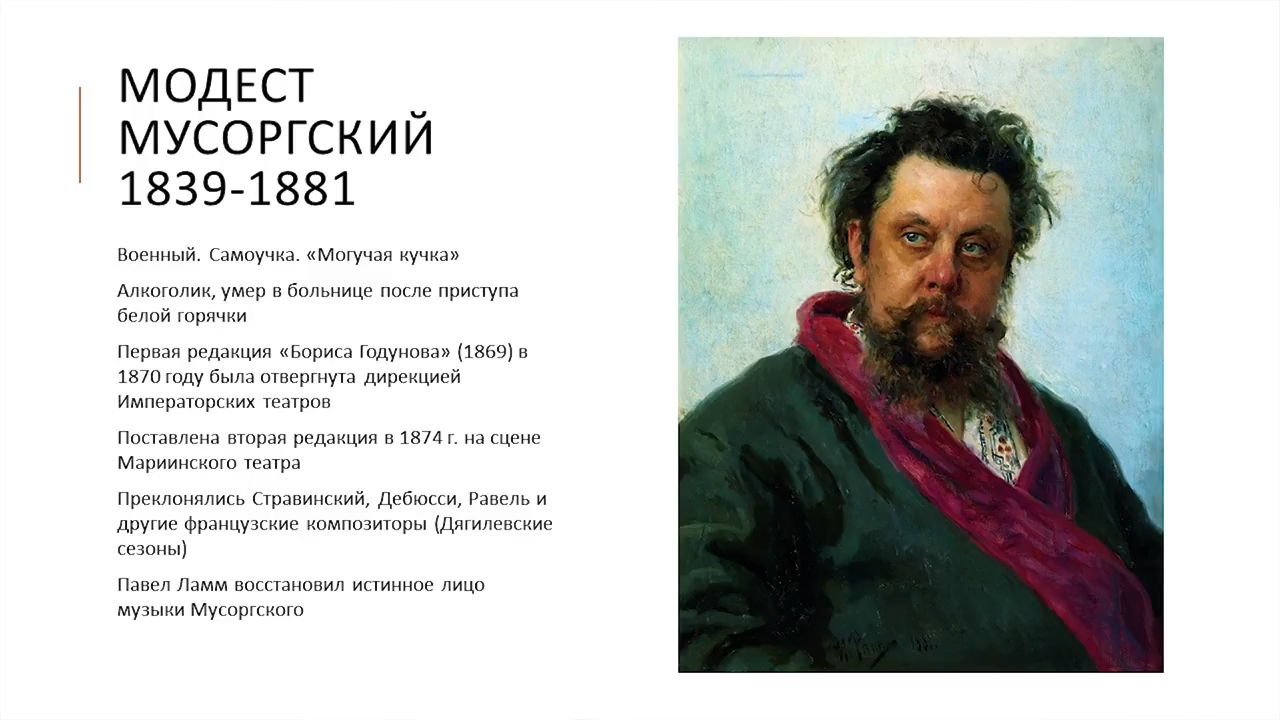 МОДЕСТ
МУСОРГСКИЙ
1839-1881
Военный. Самоучка. «Могучая кучка»
Алкоголик, умер в больнице после приступа
белой горячки
Первая редакция «Бориса Годунова» (1869) в
1870 году была отвергнута дирекцией
Императорских театров
Поставлена вторая редакция в 1874 г. на сцене
Мариинского театра
Преклонялись Стравинский, Дебюсси, Равель и
другие французские композиторы (Дягилевские
сезоны)
Павел Ламм восстановил истинное лицо
музыки Мусоргского